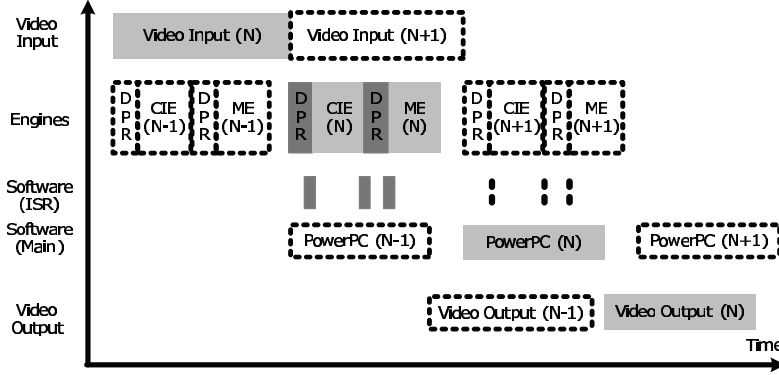 Video
Input
Video Input (N)
Video Input (N+1)
Engines
D
P
R
CIE
(N-1)
D
P
R
ME
(N-1)
D
P
R
CIE
(N)
D
P
R
ME
(N)
D
P
R
CIE
(N+1)
D
P
R
ME
(N+1)
Software
(ISR)
Software
(Main)
PowerPC (N-1)
PowerPC (N)
PowerPC (N+1)
Video
Output
Video Output (N-1)
Video Output (N)
Time